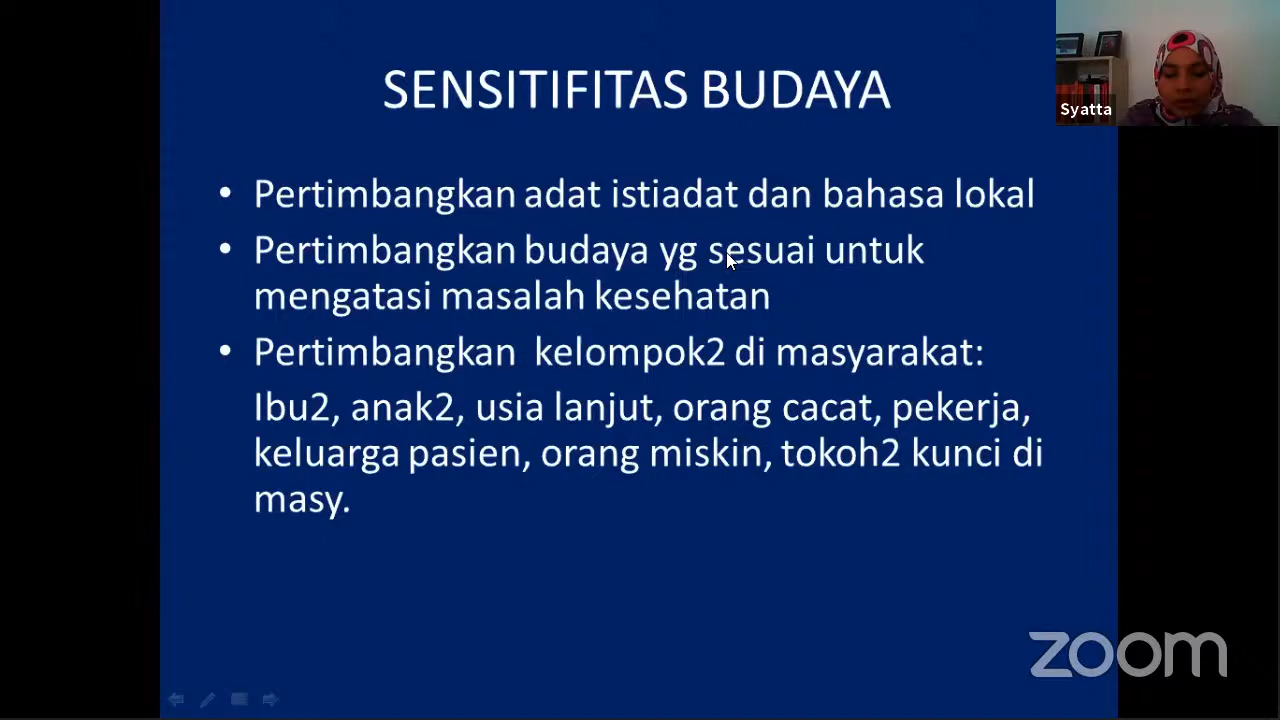 SENSITIFITAS BUDAYA
Syatta
• Pertimbangkan adat istiadat dan bahasa lokal
• Pertimbangkan budaya yg sesuai untuk
mengatasi masalah kesehatan
• Pertimbangkan kelompok2 di masyarakat:
Ibu2, anak2, usia lanjut, orang cacat, pekerja,
keluarga pasien, orang miskin, tokoh2 kunci di
masy.
zoom